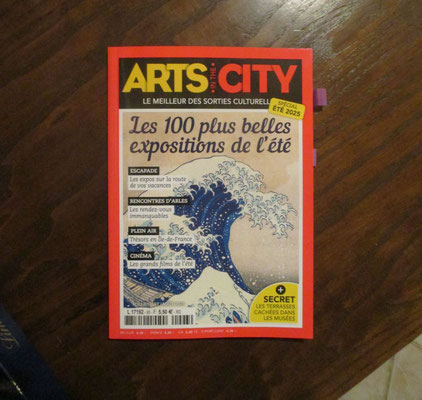 ARTS IN THE CITY
LE MEILLEUR DES SORTIES CULTURELL
SPÉCIAL
ÉTÉ 2025
Les 100 plus belles
expositions de l'été
ESCAPADE
Les expos sur la route
de vos vacances
RENCONTRES D'ARLES
Les rendez-vous
immanquables
PLEIN AIR
Trésors en Île-de-France
CINÉMA
Les grands films de l'été
+
SECRET
LES TERRASSES
CACHÉES DANS
LES MUSÉES